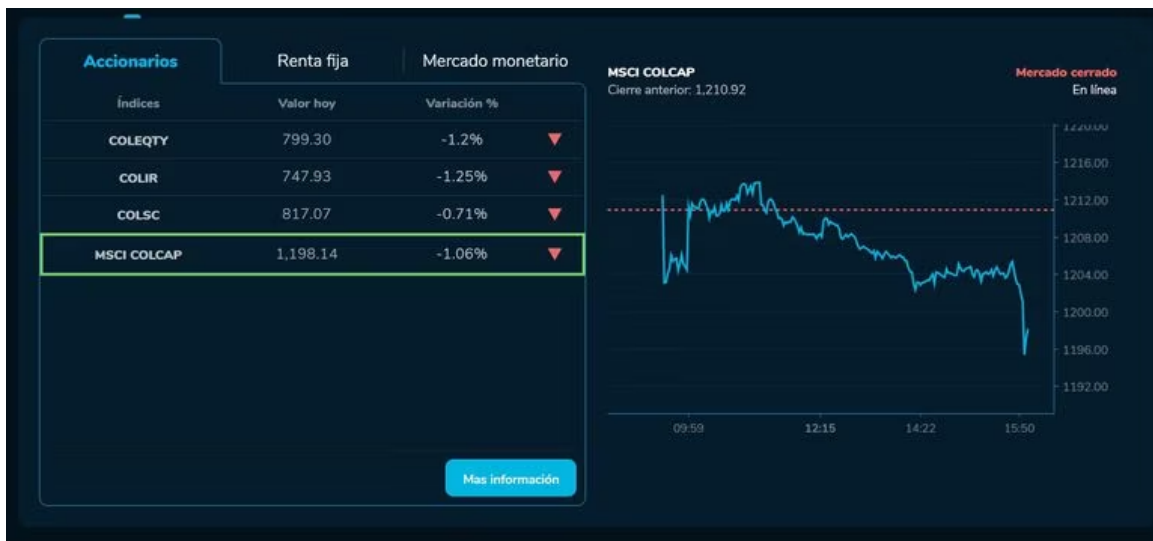 Accionarios Renta fija Mercado monetario
Índices Valor hoy Variación %
COLEQTY 799.30 -1.2% ▼
COLIR 747.93 -1.25% ▼
COLSC 817.07 -0.71% ▼
MSCI COLCAP 1,198.14 -1.06% ▼
Mas información
MSCI COLCAP Mercado cerrado
Cierre anterior: 1,210.92 En línea
1220.00
1216.00
1212.00
1208.00
1204.00
1200.00
1196.00
1192.00
09:59 12:15 14:22 15:50